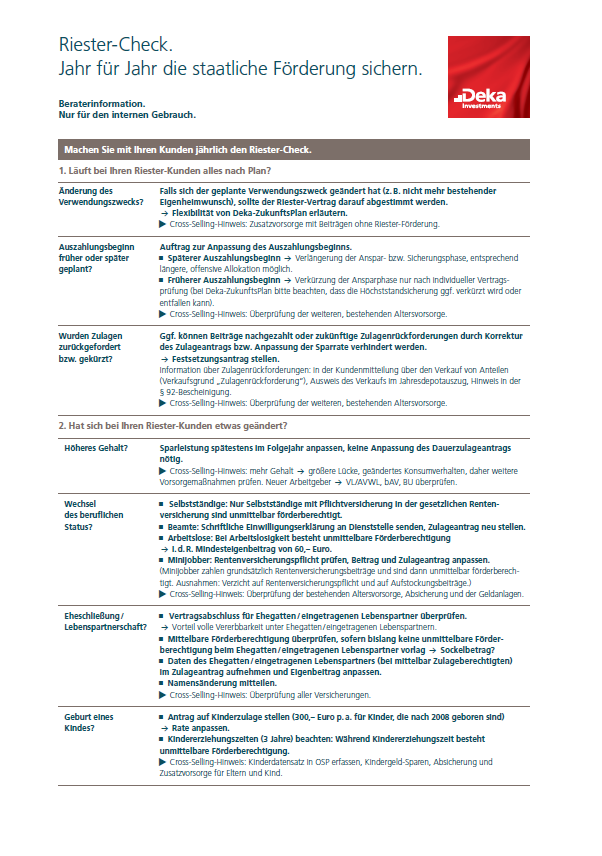 Riester-Check.
Jahr für Jahr die staatliche Förderung sichern.
Deka
Investments
Beraterinformation.
Nur für den internen Gebrauch.
Machen Sie mit Ihren Kunden jährlich den Riester-Check.
1. Läuft bei Ihren Riester-Kunden alles nach Plan?
Änderung des
Verwendungszwecks?
Falls sich der geplante Verwendungszweck geändert hat (z. B. nicht mehr bestehender
Eigenheimwunsch), sollte der Riester-Vertrag darauf abgestimmt werden.
→ Flexibilität von Deka-ZukunftsPlan erläutern.
▶ Cross-Selling-Hinweis: Zusatzvorsorge mit Beiträgen ohne Riester-Förderung.
Auszahlungsbeginn
früher oder später
geplant?
Auftrag zur Anpassung des Auszahlungsbeginns.
■ Späterer Auszahlungsbeginn → Verlängerung der Anspar- bzw. Sicherungsphase, entsprechend
längere, offensive Allokation möglich.
■ Früherer Auszahlungsbeginn → Verkürzung der Ansparphase nur nach individueller Vertrags-
prüfung (bei Deka-ZukunftsPlan bitte beachten, dass die Höchststandsicherung ggf. verkürzt wird oder
entfallen kann).
▶ Cross-Selling-Hinweis: Überprüfung der weiteren, bestehenden Altersvorsorge.
Wurden Zulagen
zurückgefordert
bzw. gekürzt?
Ggf. können Beiträge nachgezahlt oder zukünftige Zulagenrückforderungen durch Korrektur
des Zulageantrags bzw. Anpassung der Sparrate verhindert werden.
→ Festsetzungsantrag stellen.
Information über Zulagenrückforderungen: in der Kundenmitteilung über den Verkauf von Anteilen
(Verkaufsgrund „Zulagenrückforderung“), Ausweis des Verkaufs im Jahresdepotauszug, Hinweis in der
§ 92-Bescheinigung.
▶ Cross-Selling-Hinweis: Überprüfung der weiteren, bestehenden Altersvorsorge.
2. Hat sich bei Ihren Riester-Kunden etwas geändert?
Höheres Gehalt?
Sparleistung spätestens im Folgejahr anpassen, keine Anpassung des Dauerzulageantrags
nötig.
▶ Cross-Selling-Hinweis: mehr Gehalt → größere Lücke, geändertes Konsumverhalten, daher weitere
Vorsorgemaßnahmen prüfen. Neuer Arbeitgeber → VL/AVWL, bAV, BU überprüfen.
Wechsel
des beruflichen
Status?
■ Selbstständige: Nur Selbstständige mit Pflichtversicherung in der gesetzlichen Renten-
versicherung sind unmittelbar förderberechtigt.
■ Beamte: Schriftliche Einwilligungserklärung an Dienststelle senden, Zulageantrag neu stellen.
■ Arbeitslose: Bei Arbeitslosigkeit besteht unmittelbare Förderberechtigung
→ i. d. R. Mindesteigenbeitrag von 60,– Euro.
■ Minijobber: Rentenversicherungspflicht prüfen, Beitrag und Zulageantrag anpassen.
(Minijobber zahlen grundsätzlich Rentenversicherungsbeiträge und sind dann unmittelbar förderberech-
tigt. Ausnahmen: Verzicht auf Rentenversicherungspflicht und auf Aufstockungsbeiträge.)
▶ Cross-Selling-Hinweis: Überprüfung der bestehenden Altersvorsorge, Absicherung und der Geldanlagen.
Eheschließung /
Lebenspartnerschaft?
■ Vertragsabschluss für Ehegatten / eingetragenen Lebenspartner überprüfen.
→ Vorteil volle Vererbbarkeit unter Ehegatten / eingetragenen Lebenspartnern.
■ Mittelbare Förderberechtigung überprüfen, sofern bislang keine unmittelbare Förder-
berechtigung beim Ehegatten / eingetragenen Lebenspartner vorlag → Sockelbetrag?
■ Daten des Ehegatten / eingetragenen Lebenspartners (bei mittelbar Zulageberechtigten)
im Zulageantrag aufnehmen und Eigenbeitrag anpassen.
■ Namensänderung mitteilen.
▶ Cross-Selling-Hinweis: Überprüfung aller Versicherungen.
Geburt eines
Kindes?
■ Antrag auf Kinderzulage stellen (300,– Euro p. a. für Kinder, die nach 2008 geboren sind)
→ Rate anpassen.
■ Kindererziehungszeiten (3 Jahre) beachten: Während Kindererziehungszeit besteht
unmittelbare Förderberechtigung.
▶ Cross-Selling-Hinweis: Kinderdatensatz in OSP erfassen, Kindergeld-Sparen, Absicherung und
Zusatzvorsorge für Eltern und Kind.